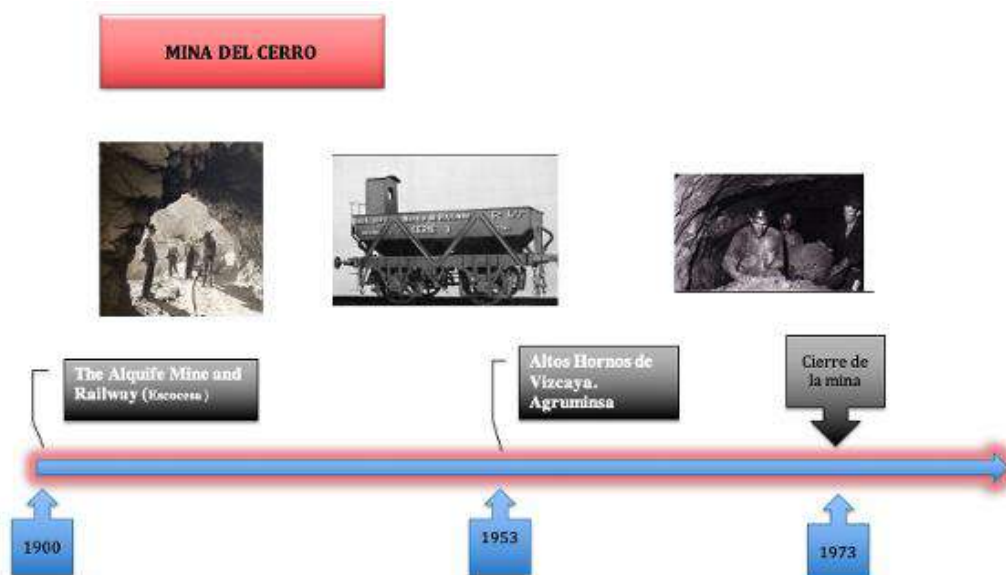 MINA DEL CERRO
The Alquife Mine and
Railway (Escocesa )
Altos Hornos de
Vizcaya.
Agruminsa
Cierre de
la mina
1900
1953
1973